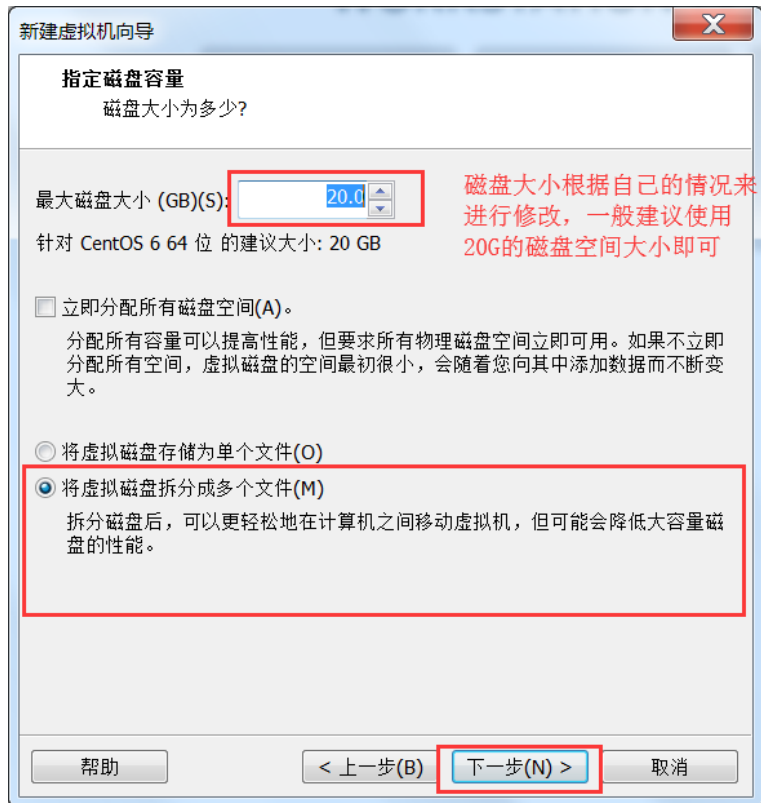 新建虚拟机向导
指定磁盘容量
磁盘大小为多少?
最大磁盘大小 (GB)(S): 20.0
针对 CentOS 6 64 位 的建议大小: 20 GB
磁盘大小根据自己的情况来
进行修改，一般建议使用
20G的磁盘空间大小即可
立即分配所有磁盘空间(A)。
分配所有容量可以提高性能，但要求所有物理磁盘空间立即可用。如果不立即
分配所有空间，虚拟磁盘的空间最初很小，会随着您向其中添加数据而不断变
大。
将虚拟磁盘存储为单个文件(O)
将虚拟磁盘拆分成多个文件(M)
拆分磁盘后，可以更轻松地在计算机之间移动虚拟机，但可能会降低大容量磁
盘的性能。
帮助
< 上一步(B)
下一步(N) >
取消